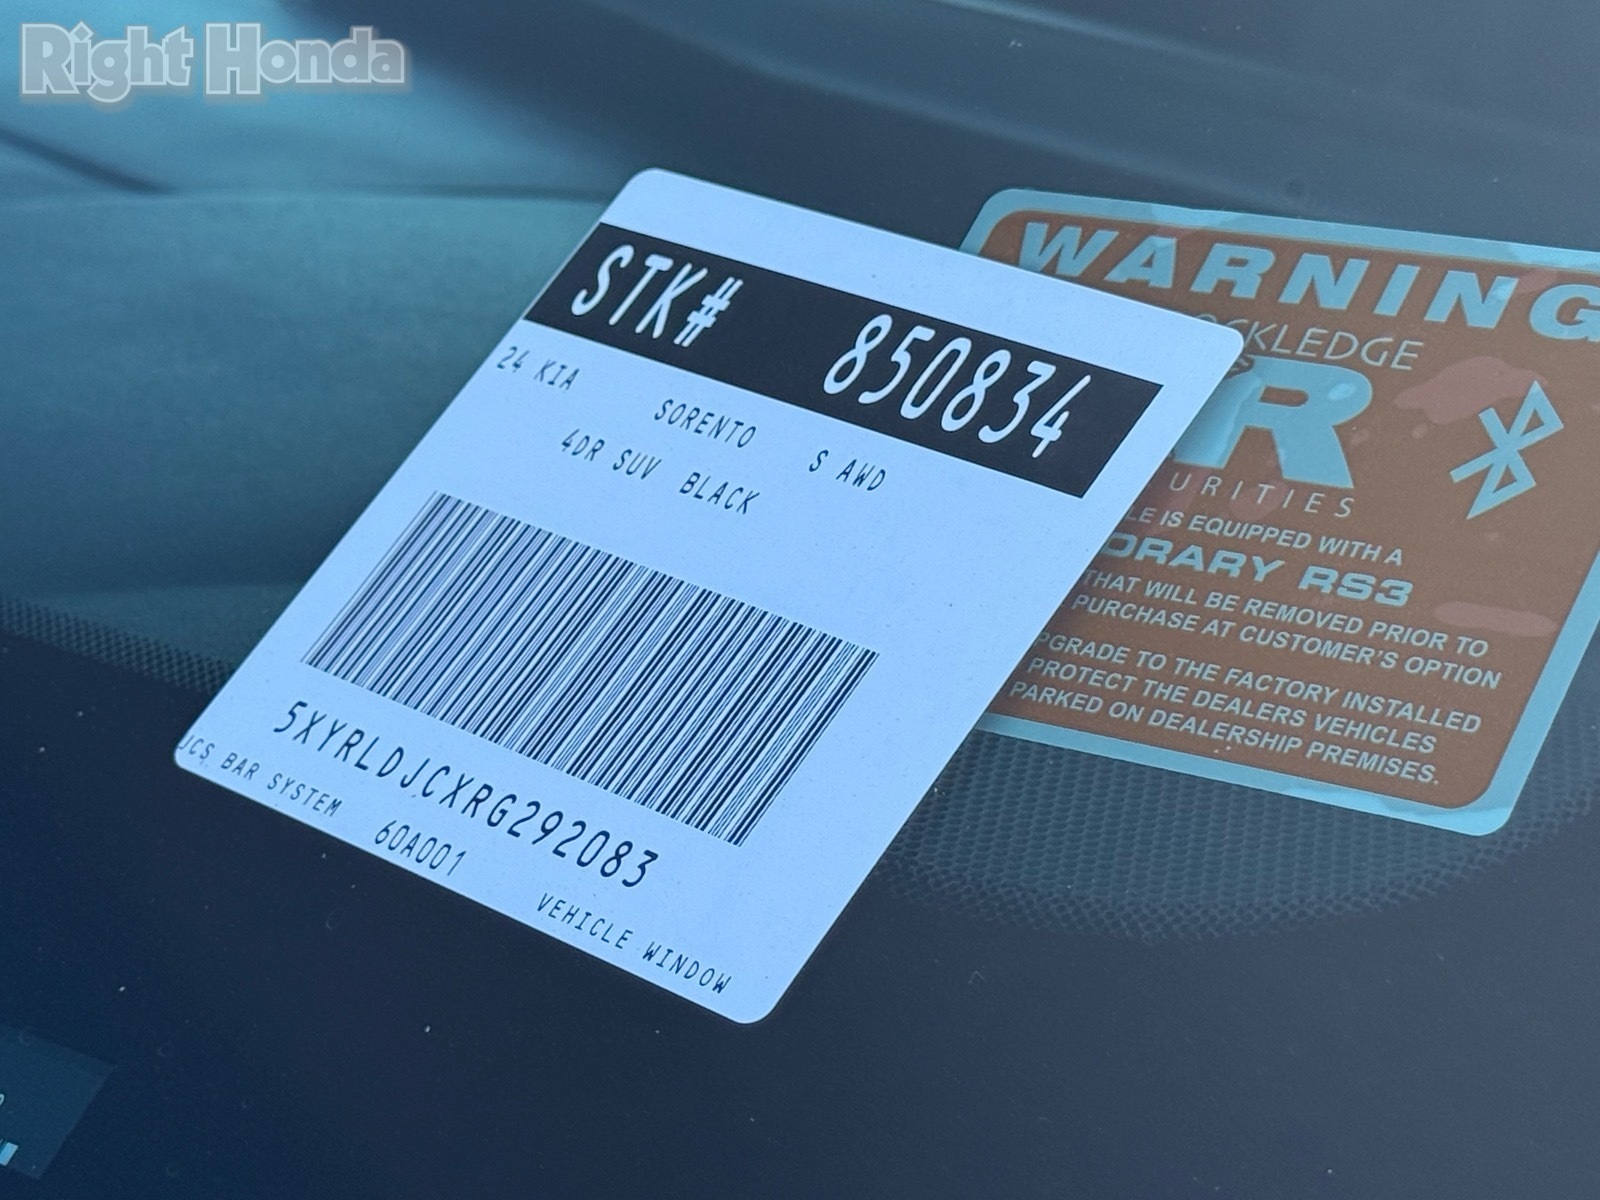 Right Honda
STK# 850834
24 KIA SORENTO S AWD
4DR SUV BLACK
5XYRLDJCXRG292083
JCS BAR SYSTEM 60A001 VEHICLE WINDOW
WARNING
OCKLEDGE
R
URITIES
LE IS EQUIPPED WITH A
ORARY RS3
THAT WILL BE REMOVED PRIOR TO
PURCHASE AT CUSTOMER'S OPTION
PGRADE TO THE FACTORY INSTALLED
PROTECT THE DEALERS VEHICLES
PARKED ON DEALERSHIP PREMISES.